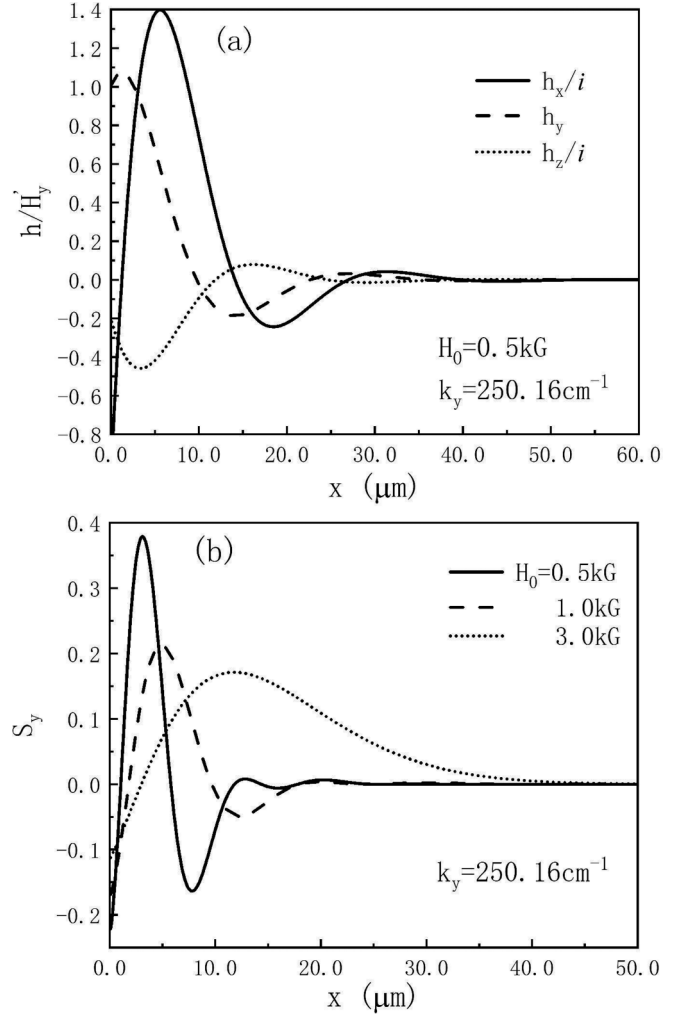 (a)
1.4
1.2
1.0
0.8
0.6
0.4
0.2
0.0
-0.2
-0.4
-0.6
-0.8
h/H'y
hx/i
hy
hz/i
H0=0.5kG
ky=250.16cm-1
0.0 10.0 20.0 30.0 40.0 50.0 60.0
x (μm)
(b)
0.4
0.3
0.2
0.1
0.0
-0.1
-0.2
Sy
H0=0.5kG
1.0kG
3.0kG
ky=250.16cm-1
0.0 10.0 20.0 30.0 40.0 50.0
x (μm)